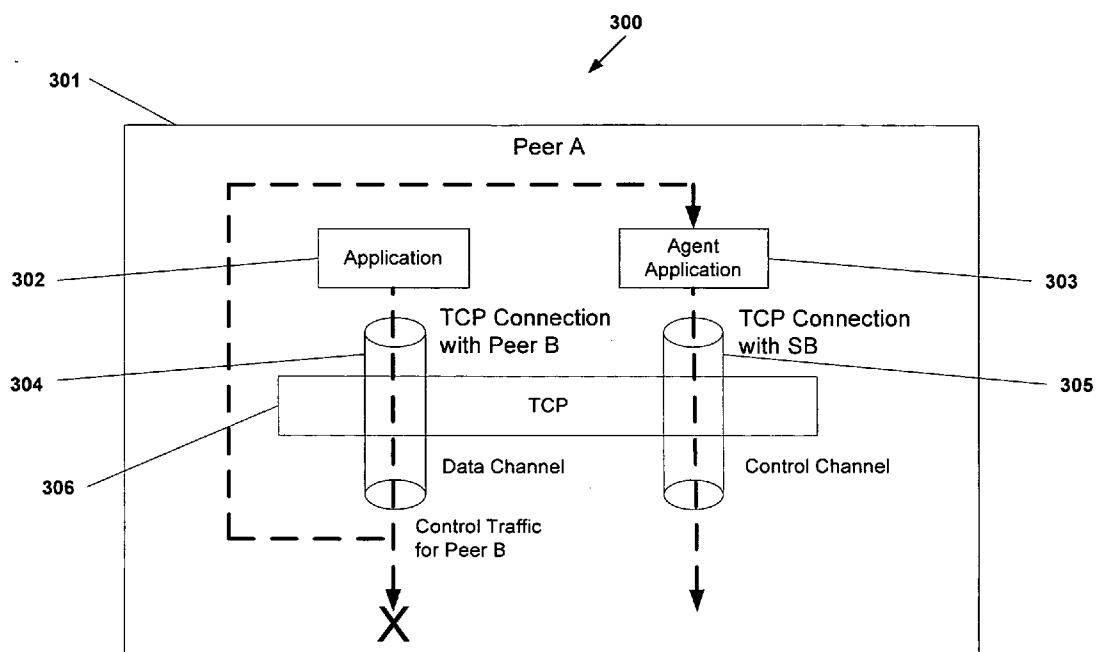 300
301
Peer A
Application
Agent
Application
302
303
TCP Connection
with Peer B
TCP Connection
with SB
304
305
TCP
306
Data Channel
Control Channel
Control Traffic
for Peer B
X